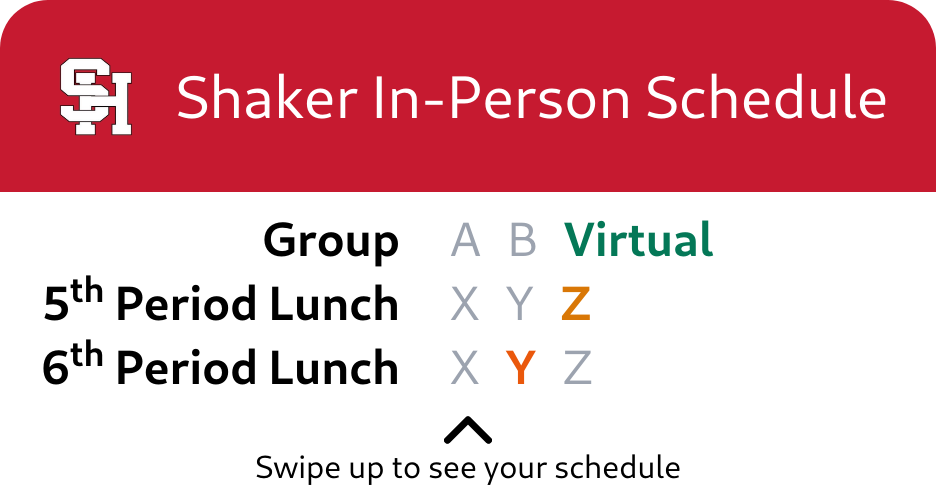 SH Shaker In-Person Schedule
Group A B Virtual
5th Period Lunch X Y Z
6th Period Lunch X Y Z
Swipe up to see your schedule